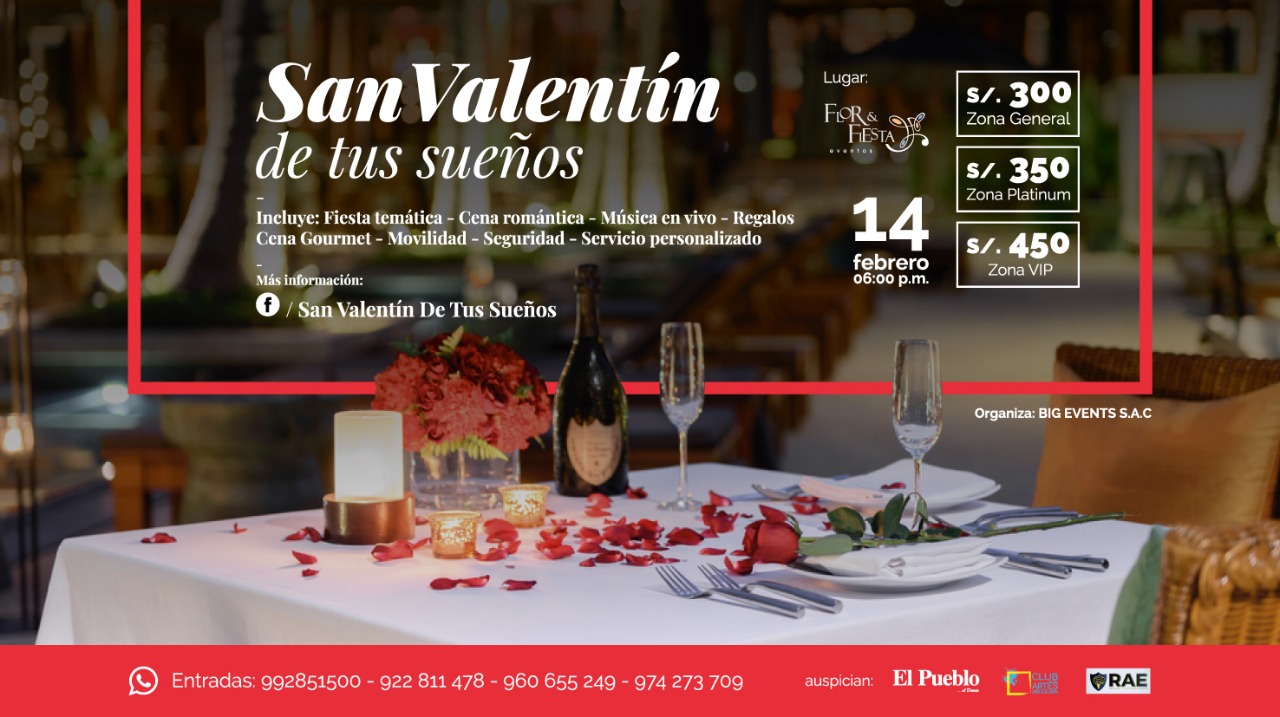 SanValentín
de tus sueños
-
Incluye: Fiesta temática - Cena romántica - Música en vivo - Regalos
Cena Gourmet - Movilidad - Seguridad - Servicio personalizado
-
Más información:
f / San Valentín De Tus Sueños
Lugar:
FLOR &
FIESTA
eventos
14
febrero
06:00 p.m.
S/. 300
Zona General
S/. 350
Zona Platinum
S/. 450
Zona VIP
Organiza: BIG EVENTS S.A.C
Entradas: 992851500 - 922 811 478 - 960 655 249 - 974 273 709
auspician:
El Pueblo
CLUB
ARTES
RAE